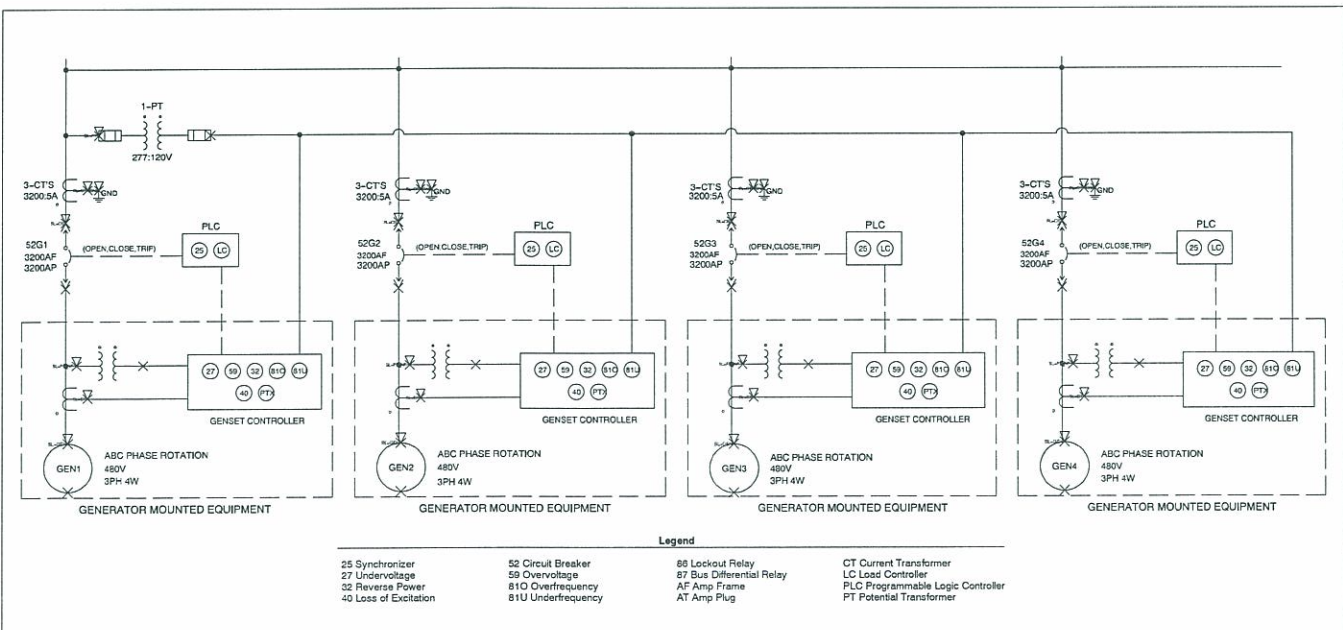 1-PT
277:120V
3-CT'S
3200:5A
GND
PLC
25 LC
52G1
3200AF
3200AP
(OPEN,CLOSE,TRIP)
27 59 32 81O 81U
40 PTX
GENSET CONTROLLER
GEN1
ABC PHASE ROTATION
480V
3PH 4W
GENERATOR MOUNTED EQUIPMENT
3-CT'S
3200:5A
GND
PLC
25 LC
52G2
3200AF
3200AP
(OPEN,CLOSE,TRIP)
27 59 32 81O 81U
40 PTX
GENSET CONTROLLER
GEN2
ABC PHASE ROTATION
480V
3PH 4W
GENERATOR MOUNTED EQUIPMENT
3-CT'S
3200:5A
GND
PLC
25 LC
52G3
3200AF
3200AP
(OPEN,CLOSE,TRIP)
27 59 32 81O 81U
40 PTX
GENSET CONTROLLER
GEN3
ABC PHASE ROTATION
480V
3PH 4W
GENERATOR MOUNTED EQUIPMENT
3-CT'S
3200:5A
GND
PLC
25 LC
52G4
3200AF
3200AP
(OPEN,CLOSE,TRIP)
27 59 32 81O 81U
40 PTX
GENSET CONTROLLER
GEN4
ABC PHASE ROTATION
480V
3PH 4W
GENERATOR MOUNTED EQUIPMENT
Legend
25 Synchronizer
27 Undervoltage
32 Reverse Power
40 Loss of Excitation
52 Circuit Breaker
59 Overvoltage
81O Overfrequency
81U Underfrequency
86 Lockout Relay
87 Bus Differential Relay
AF Amp Frame
AT Amp Plug
CT Current Transformer
LC Load Controller
PLC Programmable Logic Controller
PT Potential Transformer